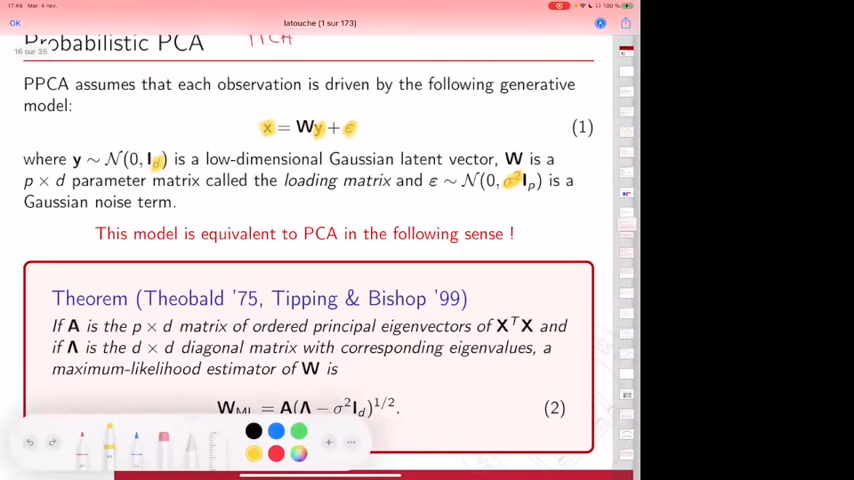 17:46 Mar. 4 nov.
100 %
OK
latouche (1 sur 173)
Probabilistic PCA
PPCA
16 sur 35
PPCA assumes that each observation is driven by the following generative
model:
x = Wy + ε (1)
where y ∼ N(0, I_d) is a low-dimensional Gaussian latent vector, W is a
p × d parameter matrix called the loading matrix and ε ∼ N(0, σ²I_p) is a
Gaussian noise term.
This model is equivalent to PCA in the following sense !
Theorem (Theobald '75, Tipping & Bishop '99)
If A is the p × d matrix of ordered principal eigenvectors of X^T X and
if Λ is the d × d diagonal matrix with corresponding eigenvalues, a
maximum-likelihood estimator of W is
W_ML = A(Λ − σ²I_d)^{1/2}. (2)